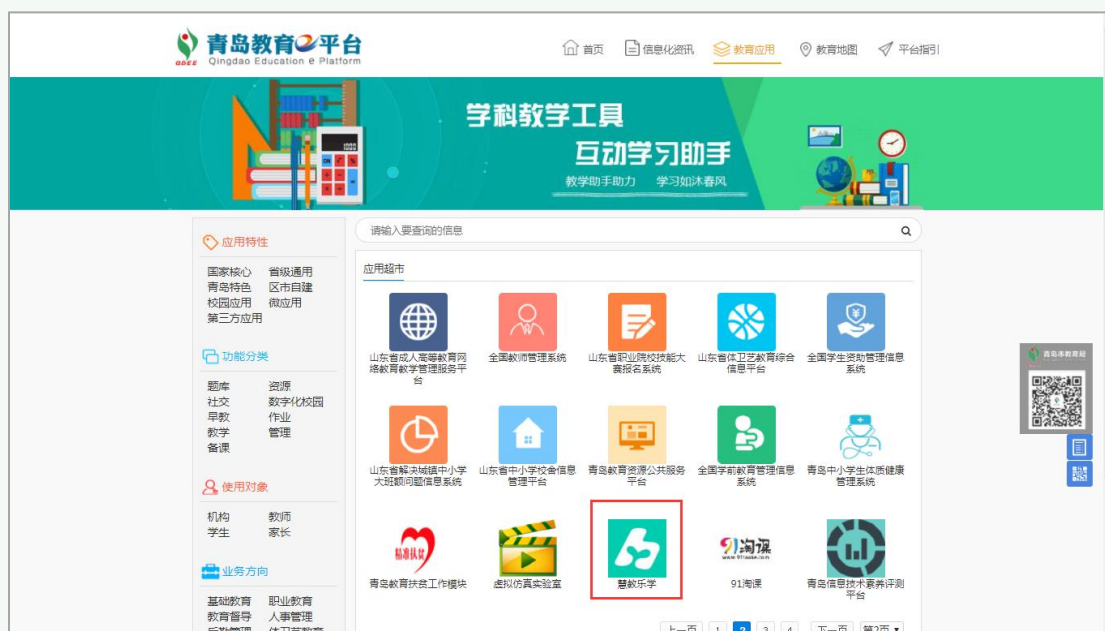 青岛教育e平台
QDEE
Qingdao Education e Platform
首页
信息化资讯
教育应用
教育地图
平台指引
学科教学工具
互动学习助手
教学助手助力 学习如沐春风
请输入要查询的信息
应用特性
国家核心 省级通用
青岛特色 区市自建
校园应用 微应用
第三方应用
功能分类
题库 资源
社交 数字化校园
早教 作业
教学 管理
备课
使用对象
机构 教师
学生 家长
业务方向
基础教育 职业教育
教育督导 人事管理
后勤管理 体卫艺教育
应用超市
山东省成人高等教育网
络教育教学管理服务平
台
全国教师管理系统
山东省职业院校技能大
赛报名系统
山东省体卫艺教育综合
信息平台
全国学生资助管理信息
系统
山东省解决城镇中小学
大班额问题信息系统
山东省中小学校舍信息
管理平台
青岛教育资源公共服务
平台
全国学前教育管理信息
系统
青岛中小学生体质健康
管理系统
精准扶贫
青岛教育扶贫工作模块
虚拟仿真实验室
慧教乐学
91淘课
www.91taoke.com
91淘课
青岛信息技术素养评测
平台
上一页 1 2 3 4 下一页 第2页
青岛市教育局